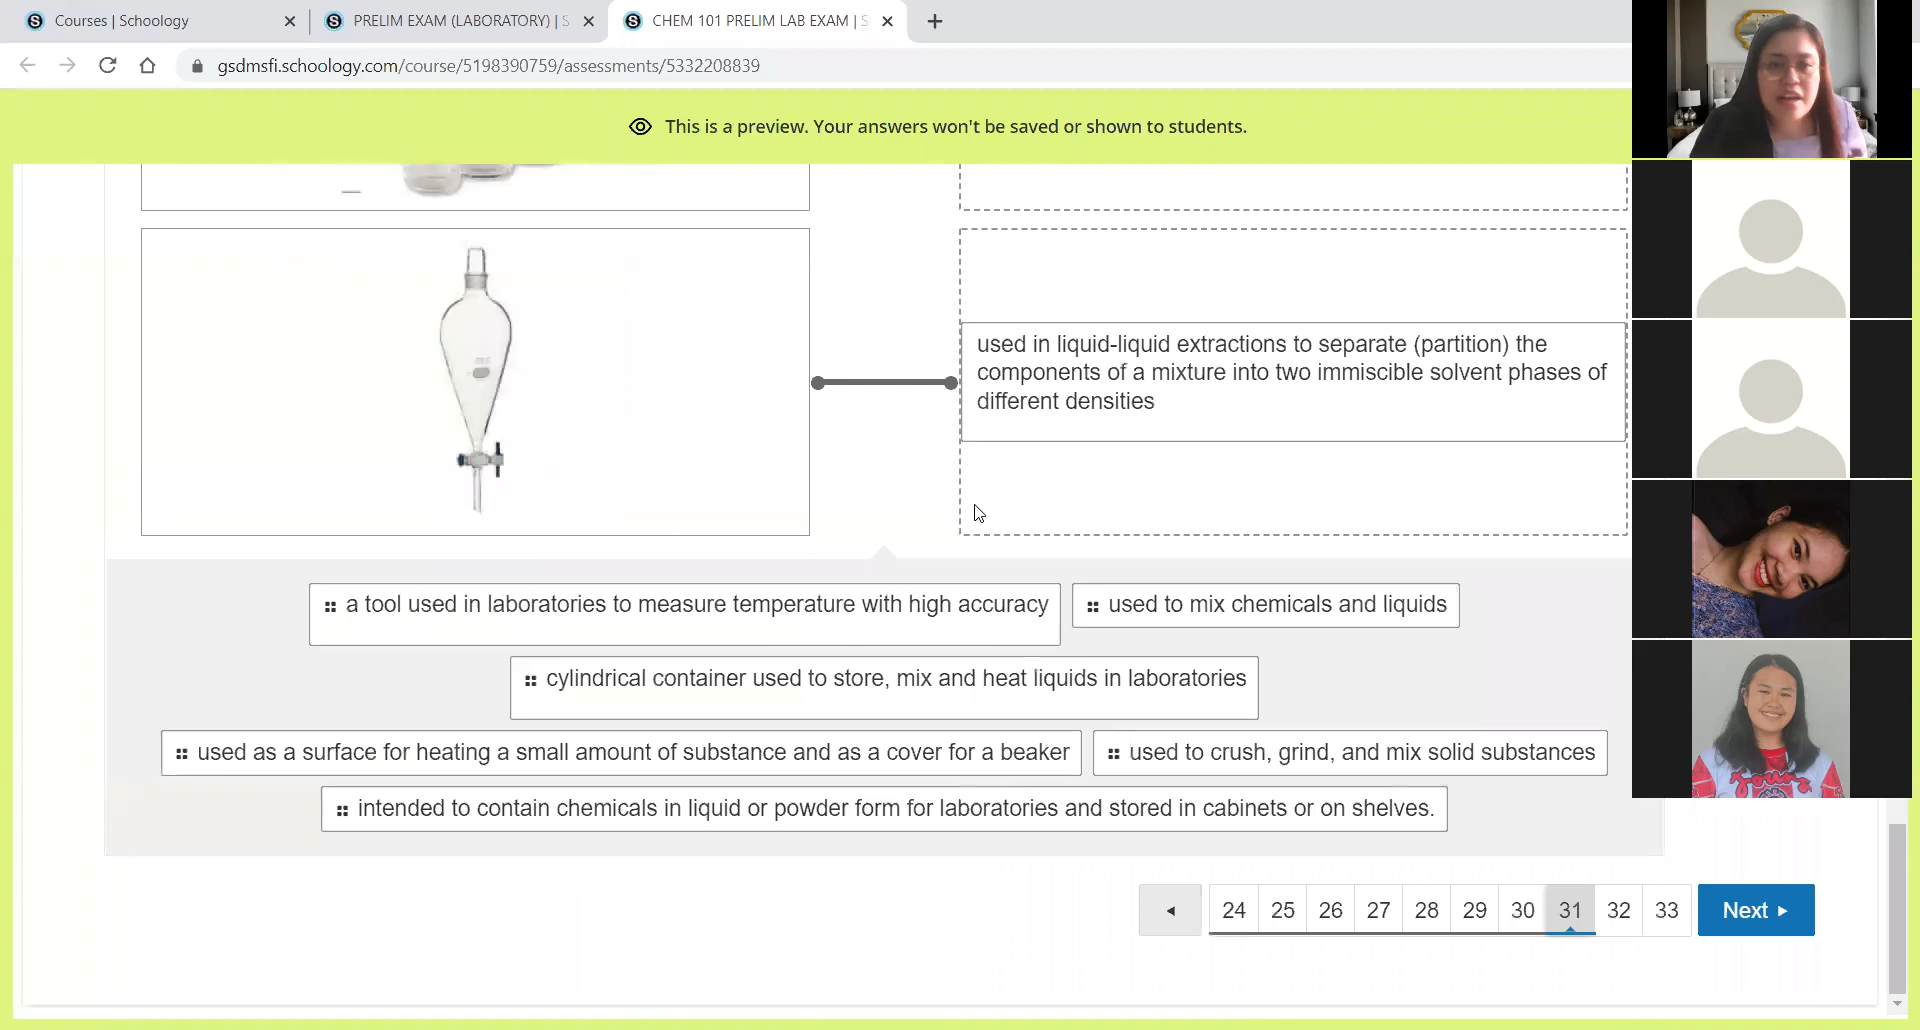 Courses | Schoology
PRELIM EXAM (LABORATORY) | S
CHEM 101 PRELIM LAB EXAM | S
gsdmsfi.schoology.com/course/5198390759/assessments/5332208839
This is a preview. Your answers won't be saved or shown to students.
used in liquid-liquid extractions to separate (partition) the
components of a mixture into two immiscible solvent phases of
different densities
a tool used in laboratories to measure temperature with high accuracy
used to mix chemicals and liquids
cylindrical container used to store, mix and heat liquids in laboratories
used as a surface for heating a small amount of substance and as a cover for a beaker
used to crush, grind, and mix solid substances
intended to contain chemicals in liquid or powder form for laboratories and stored in cabinets or on shelves.
24 25 26 27 28 29 30 31 32 33 Next